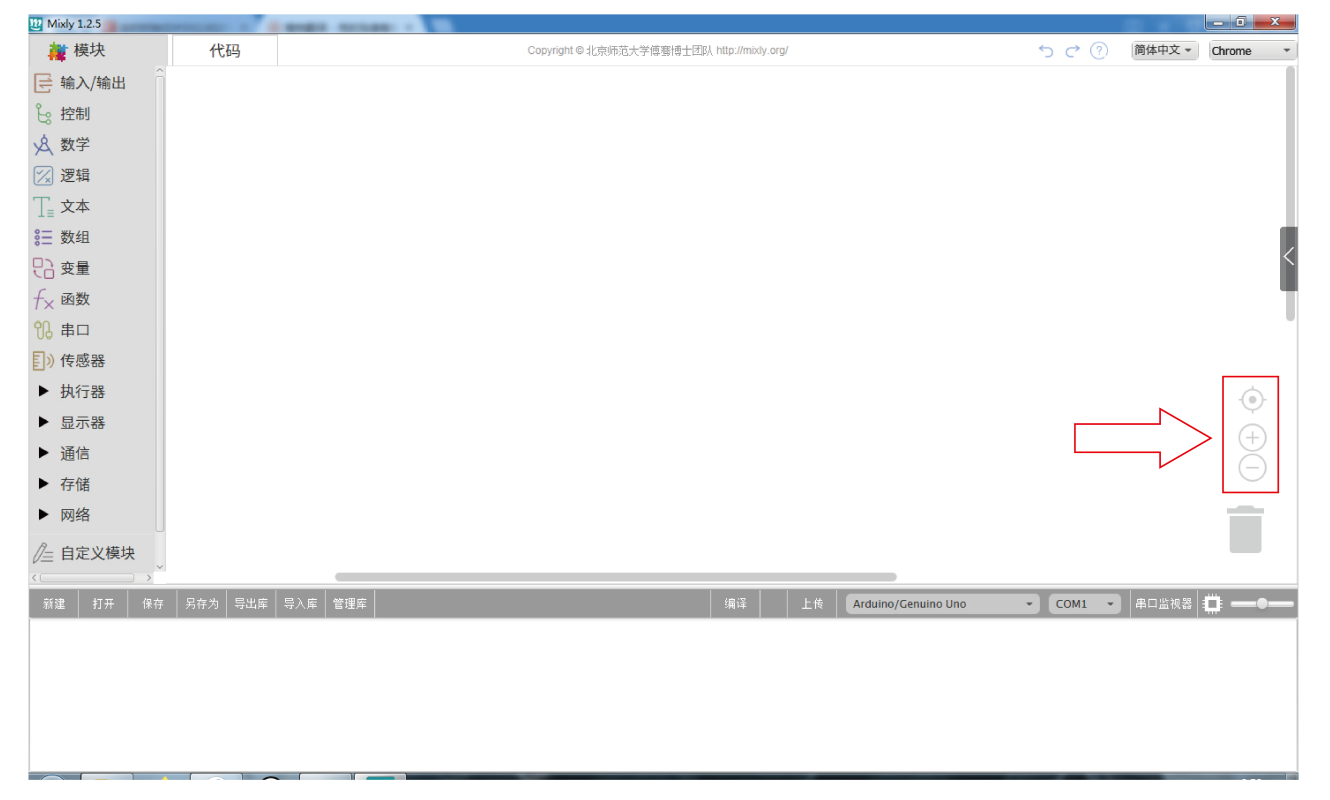 Mixly 1.2.5
模块
代码
Copyright © 北京师范大学傅骞博士团队 http://mixly.org/
简体中文
Chrome
输入/输出
控制
数学
逻辑
文本
数组
变量
函数
串口
传感器
执行器
显示器
通信
存储
网络
自定义模块
新建 打开 保存 另存为 导出库 导入库 管理库 编译 上传 Arduino/Genuino Uno COM1 串口监视器